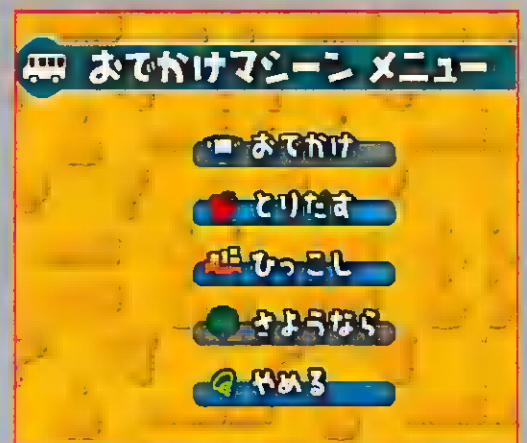 おでかけマシーン メニュー
おでかけ
とりだす
ひっこし
さようなら
やめる